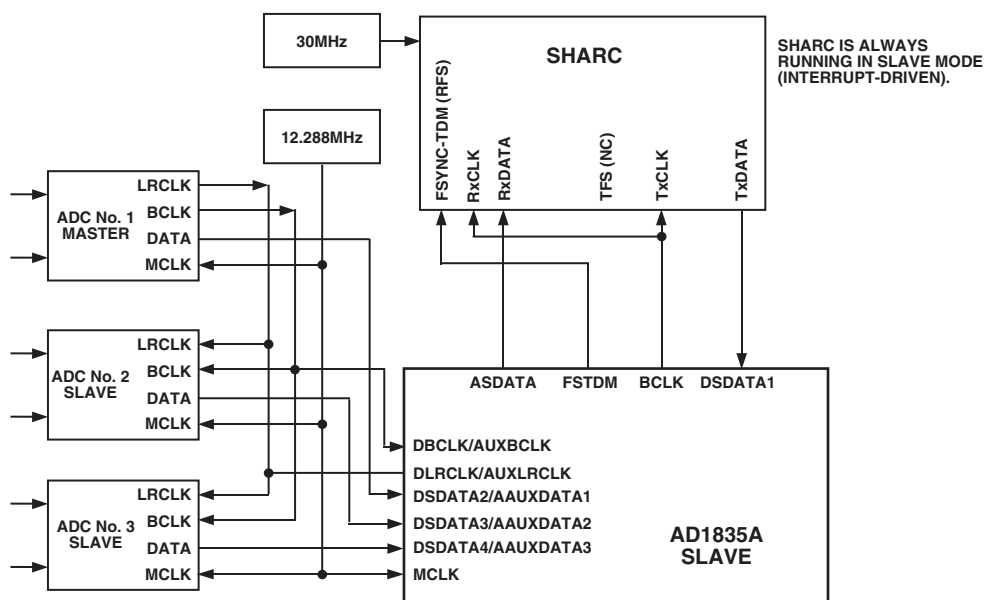 30MHz
SHARC
SHARC IS ALWAYS
RUNNING IN SLAVE MODE
(INTERRUPT-DRIVEN).
12.288MHz
FSYNC-TDM (RFS)
RxCLK
RxDATA
TFS (NC)
TxCLK
TxDATA
ADC No. 1
MASTER
LRCLK
BCLK
DATA
MCLK
ADC No. 2
SLAVE
LRCLK
BCLK
DATA
MCLK
ADC No. 3
SLAVE
LRCLK
BCLK
DATA
MCLK
ASDATA FSTDM BCLK DSDATA1
DBCLK/AUXBCLK
DLRCLK/AUXLRCLK
DSDATA2/AAUXDATA1
DSDATA3/AAUXDATA2
DSDATA4/AAUXDATA3
MCLK
AD1835A
SLAVE